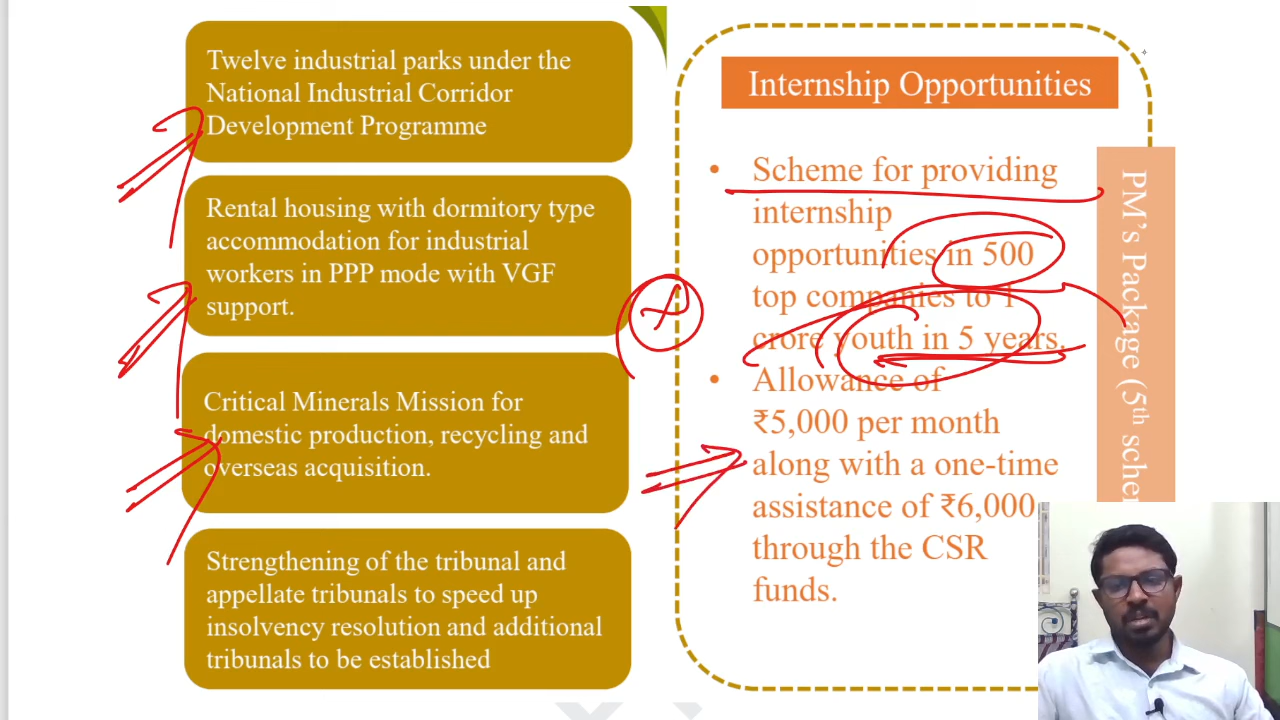 Twelve industrial parks under the
National Industrial Corridor
Development Programme
Rental housing with dormitory type
accommodation for industrial
workers in PPP mode with VGF
support.
Critical Minerals Mission for
domestic production, recycling and
overseas acquisition.
Strengthening of the tribunal and
appellate tribunals to speed up
insolvency resolution and additional
tribunals to be established
Internship Opportunities
• Scheme for providing
internship
opportunities in 500
top companies to 1
crore youth in 5 years.
• Allowance of
₹5,000 per month
along with a one-time
assistance of ₹6,000
through the CSR
funds.
PM's Package (5th